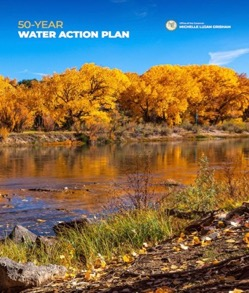 50-YEAR
WATER ACTION PLAN
MICHELLE LUJAN GRISHAM